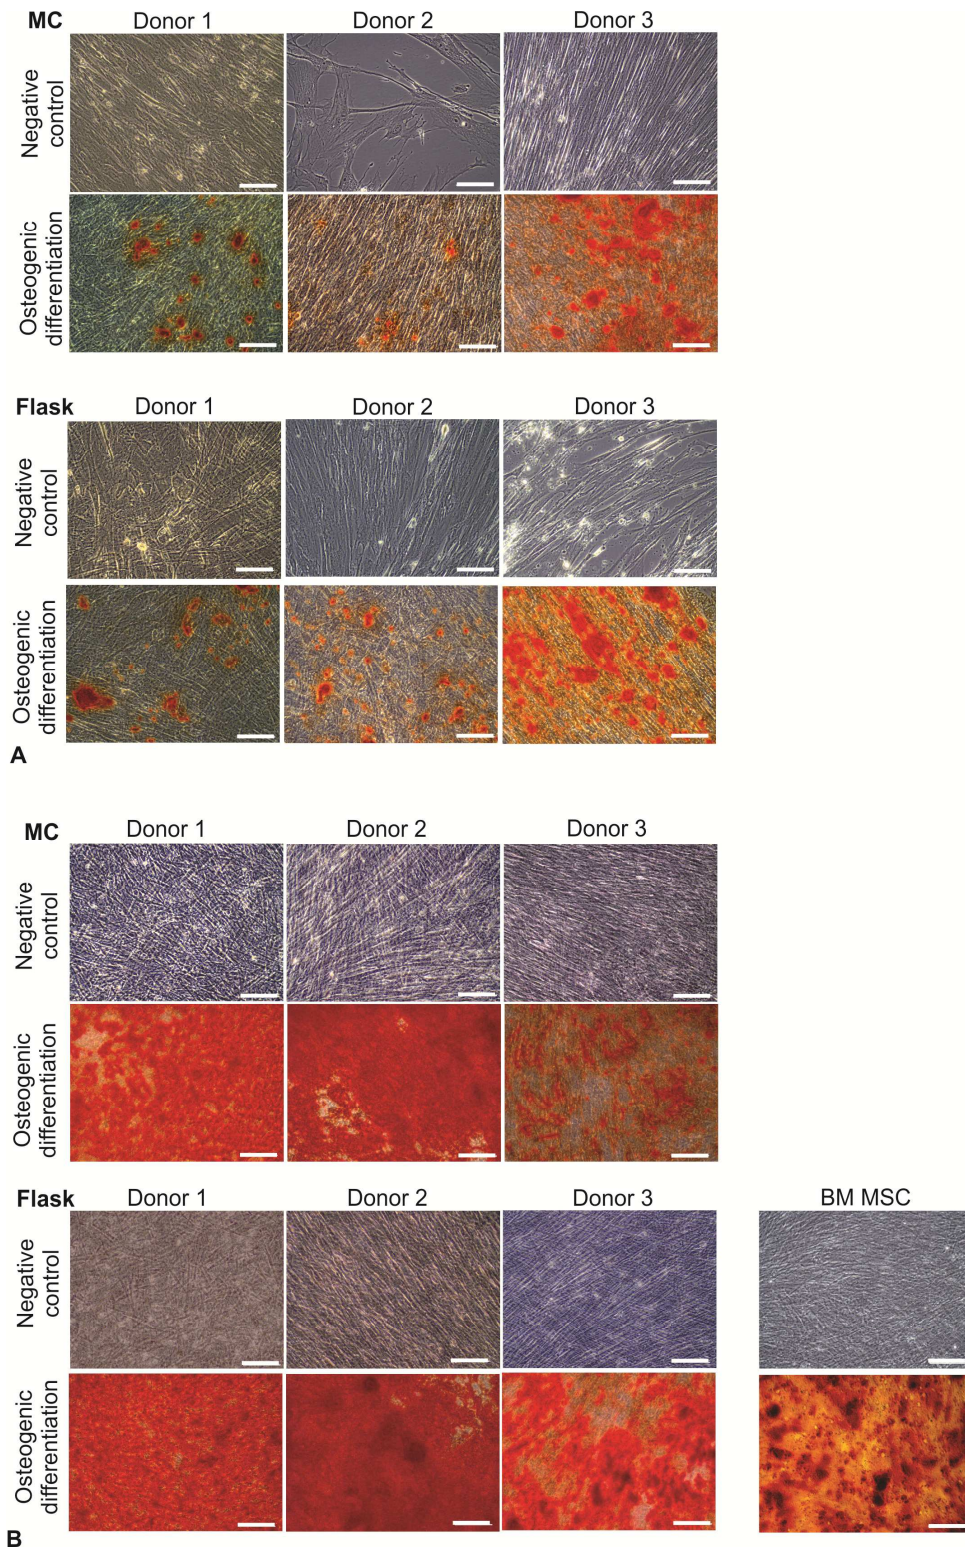 MC Donor 1 Donor 2 Donor 3
Negative
control
Osteogenic
differentiation
Flask Donor 1 Donor 2 Donor 3
Negative
control
Osteogenic
differentiation
A
MC Donor 1 Donor 2 Donor 3
Negative
control
Osteogenic
differentiation
Flask Donor 1 Donor 2 Donor 3 BM MSC
Negative
control
Osteogenic
differentiation
B